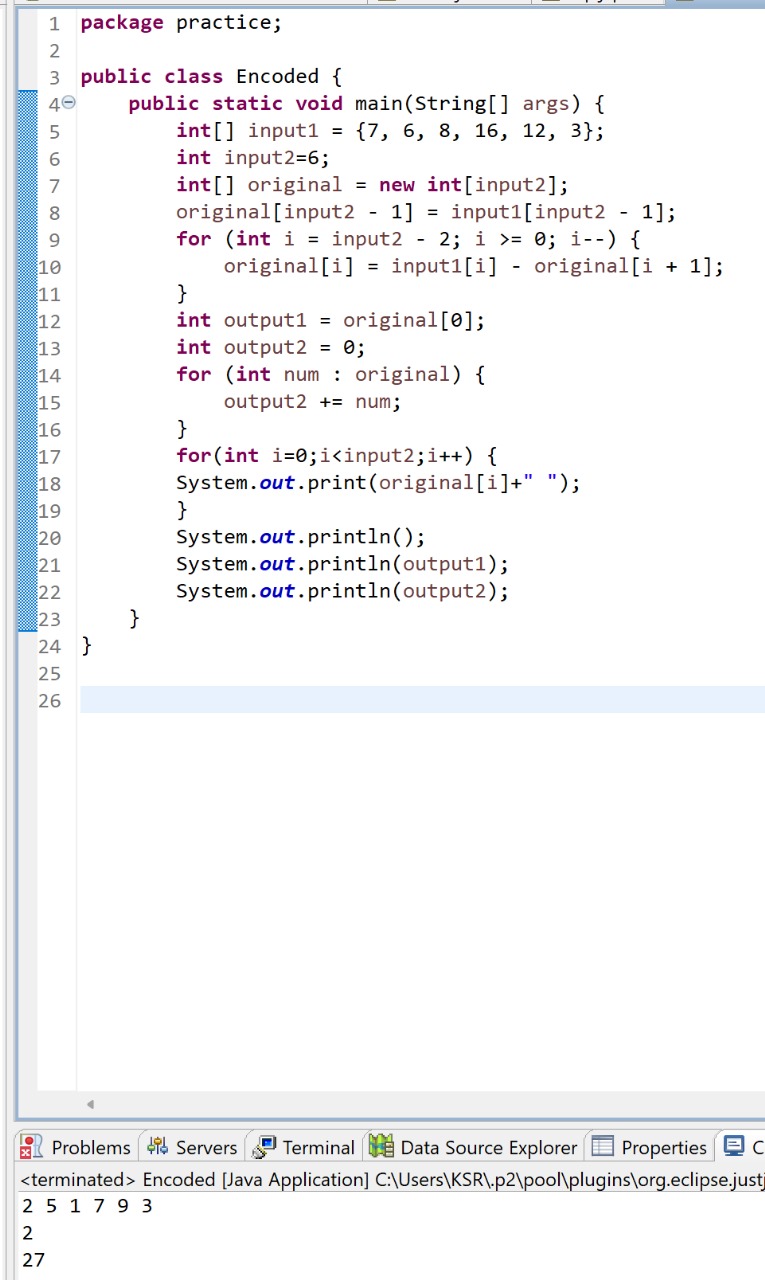 1 package practice;
2
3 public class Encoded {
4 public static void main(String[] args) {
5 int[] input1 = {7, 6, 8, 16, 12, 3};
6 int input2=6;
7 int[] original = new int[input2];
8 original[input2 - 1] = input1[input2 - 1];
9 for (int i = input2 - 2; i >= 0; i--) {
10 original[i] = input1[i] - original[i + 1];
11 }
12 int output1 = original[0];
13 int output2 = 0;
14 for (int num : original) {
15 output2 += num;
16 }
17 for(int i=0;i<input2;i++) {
18 System.out.print(original[i]+" ");
19 }
20 System.out.println();
21 System.out.println(output1);
22 System.out.println(output2);
23 }
24 }
25
26
Problems Servers Terminal Data Source Explorer Properties C
<terminated> Encoded [Java Application] C:\Users\KSR\.p2\pool\plugins\org.eclipse.justj
2 5 1 7 9 3
2
27